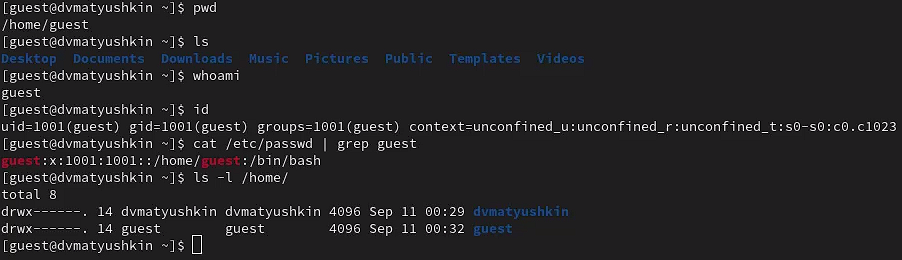 [guest@dvmatyushkin ~]$ pwd
/home/guest
[guest@dvmatyushkin ~]$ ls
Desktop  Documents  Downloads  Music  Pictures  Public  Templates  Videos
[guest@dvmatyushkin ~]$ whoami
guest
[guest@dvmatyushkin ~]$ id
uid=1001(guest) gid=1001(guest) groups=1001(guest) context=unconfined_u:unconfined_r:unconfined_t:s0-s0:c0.c1023
[guest@dvmatyushkin ~]$ cat /etc/passwd | grep guest
guest:x:1001:1001::/home/guest:/bin/bash
[guest@dvmatyushkin ~]$ ls -l /home/
total 8
drwx------. 14 dvmatyushkin dvmatyushkin 4096 Sep 11 00:29 dvmatyushkin
drwx------. 14 guest        guest        4096 Sep 11 00:32 guest
[guest@dvmatyushkin ~]$